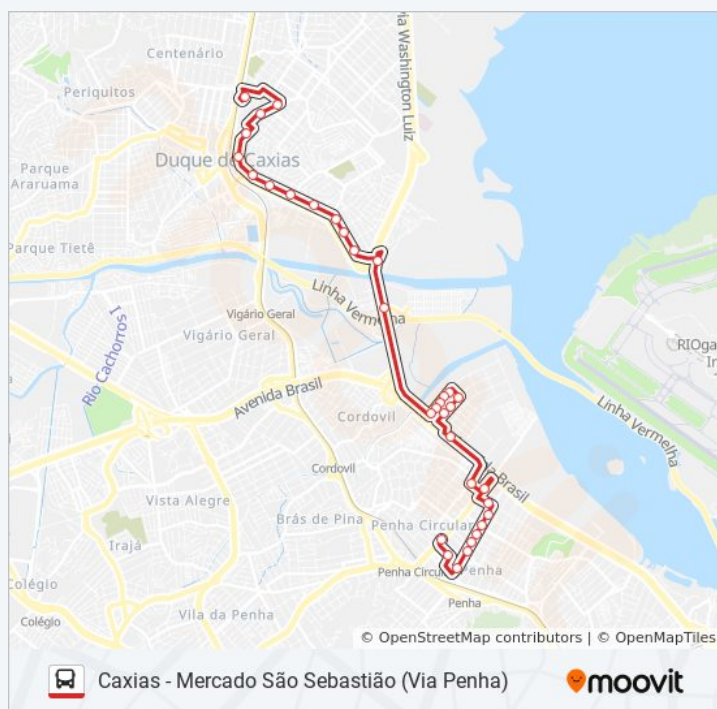 Centenário
Periquitos
Via Washington Luiz
Duque de Caxias
Parque
Araruama
Parque Tietê
Linha Vermelha
Vigário Geral
Vigário Geral
Rio Cachorros
I
Avenida Brasil
Cordovil
Cordovil
Vista Alegre
Brás de Pina
Irajá
Colégio
Colégio
Vila da Penha
Penha Circular
Penha Circular
Penha
Penha
da Brasil
Linha Vermelha
RIOga
In
© OpenStreetMap contributors | © OpenMapTiles
Caxias - Mercado São Sebastião (Via Penha)
moovit